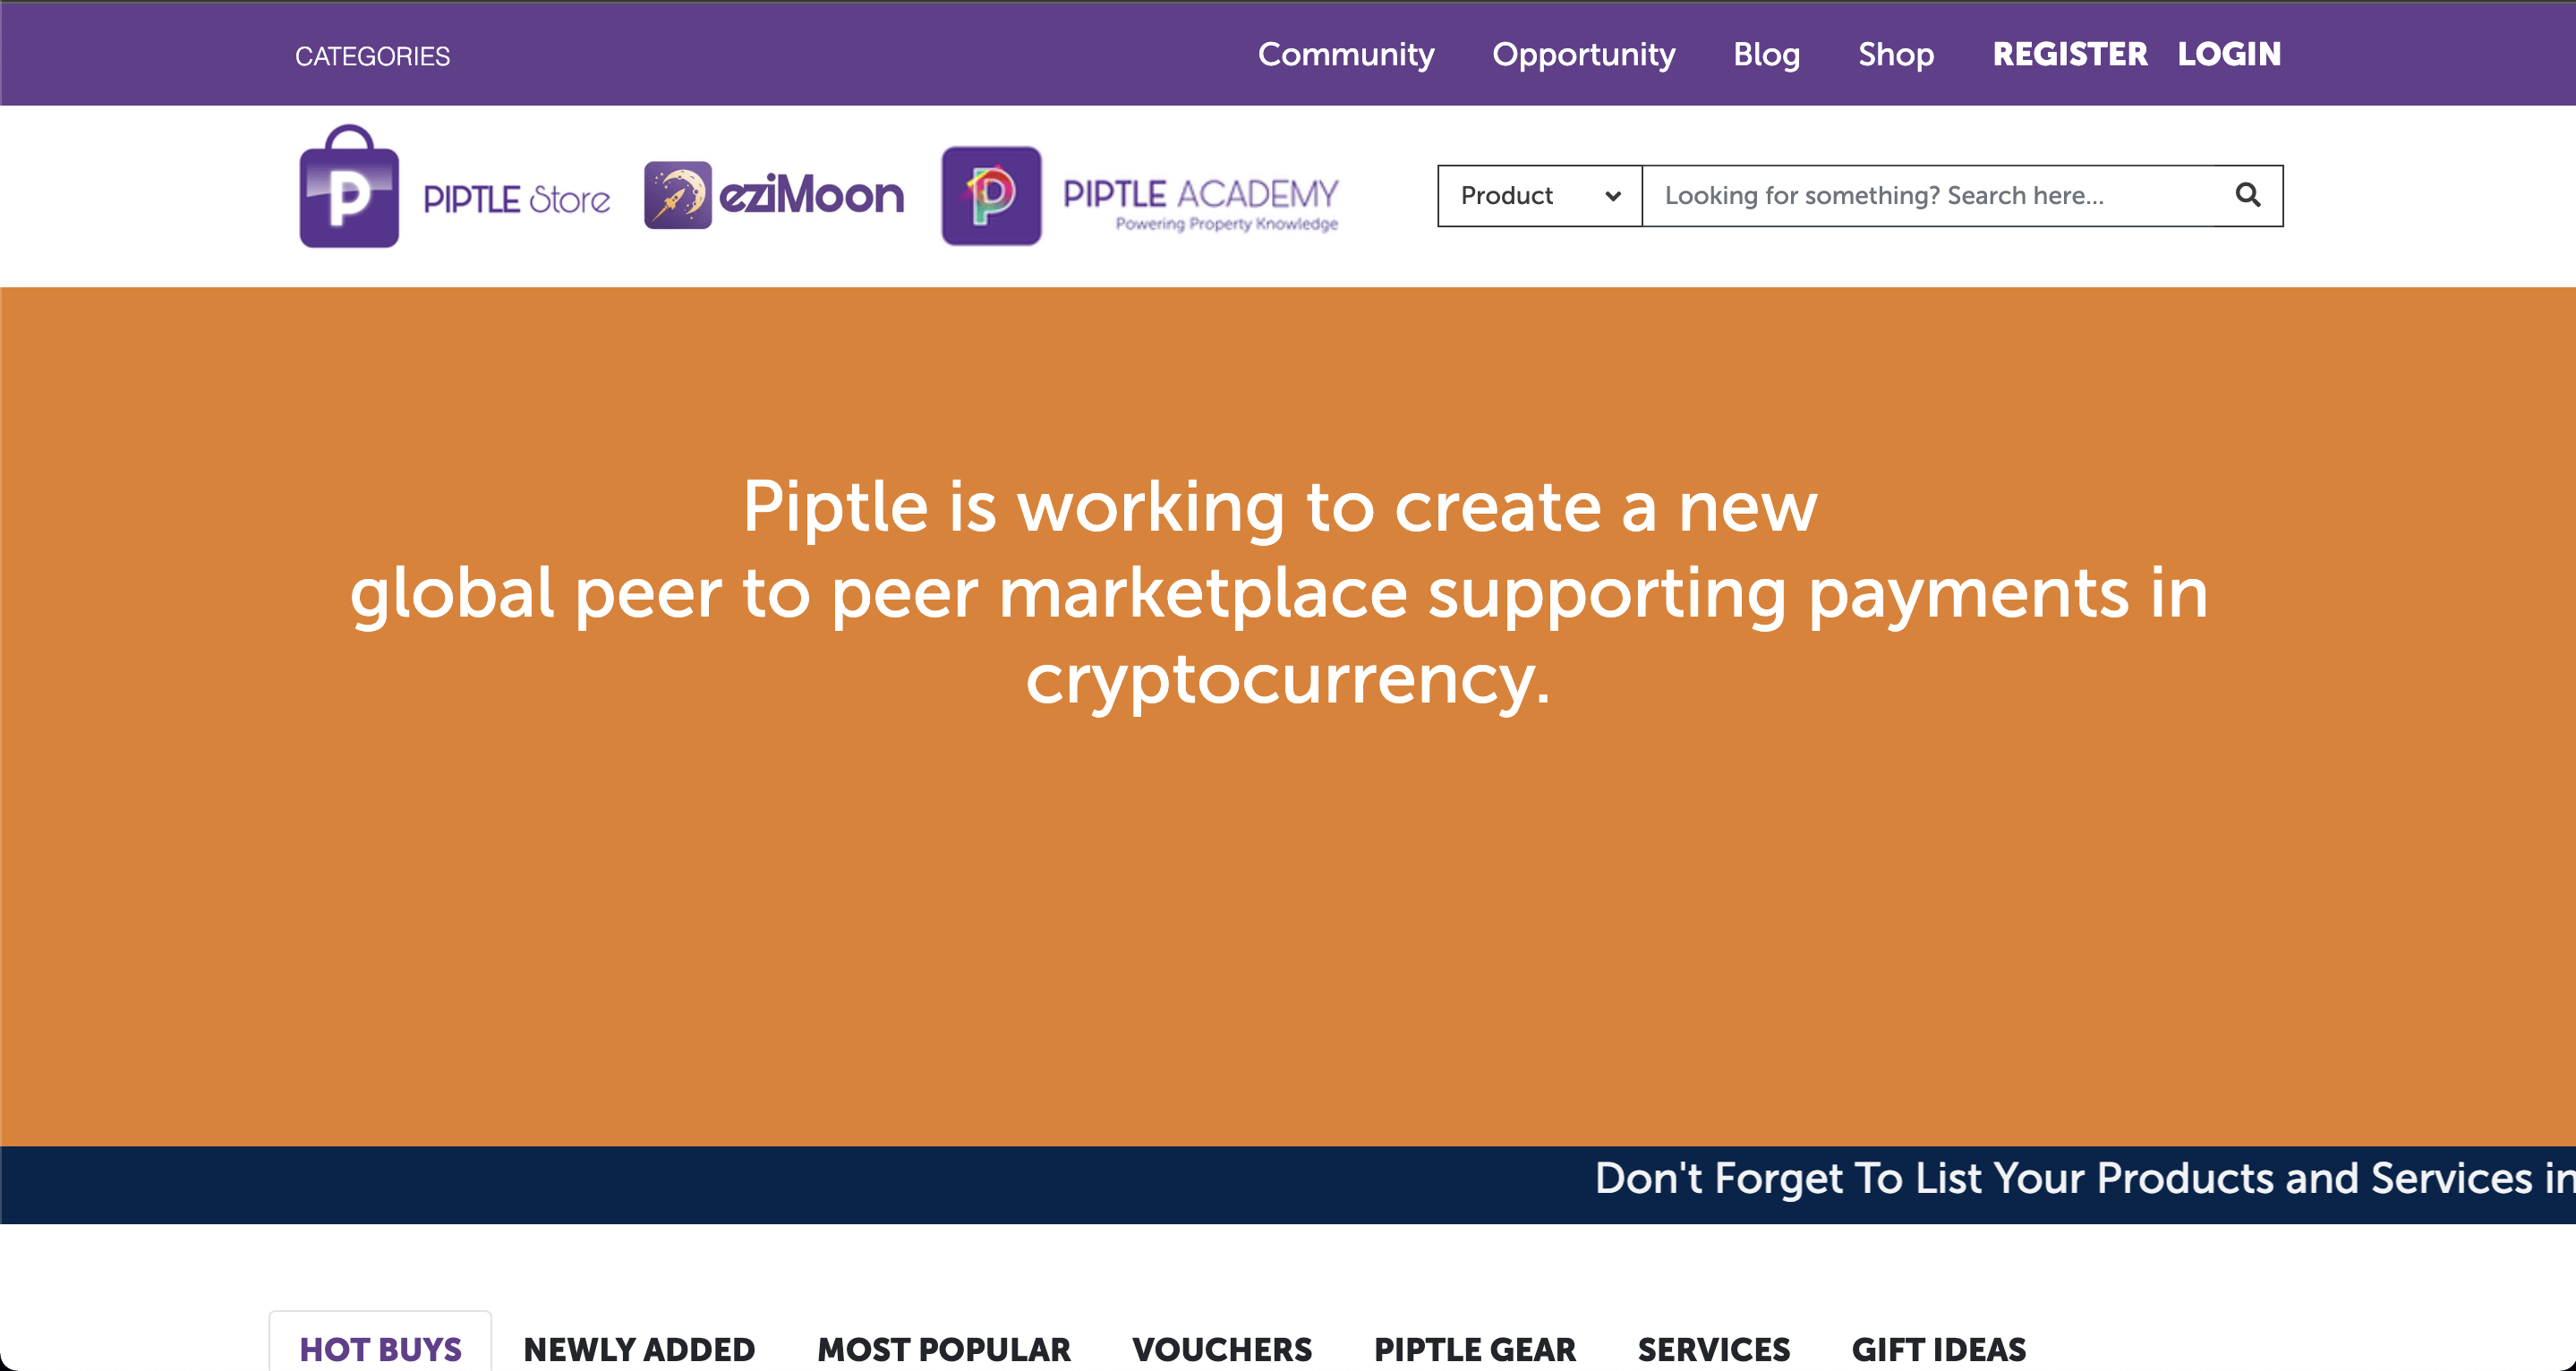 CATEGORIES Community Opportunity Blog Shop REGISTER LOGIN
P PIPTLE Store eziMoon P PIPTLE ACADEMY
Powering Property Knowledge
Product Looking for something? Search here...
Piptle is working to create a new
global peer to peer marketplace supporting payments in
cryptocurrency.
Don't Forget To List Your Products and Services in
HOT BUYS NEWLY ADDED MOST POPULAR VOUCHERS PIPTLE GEAR SERVICES GIFT IDEAS